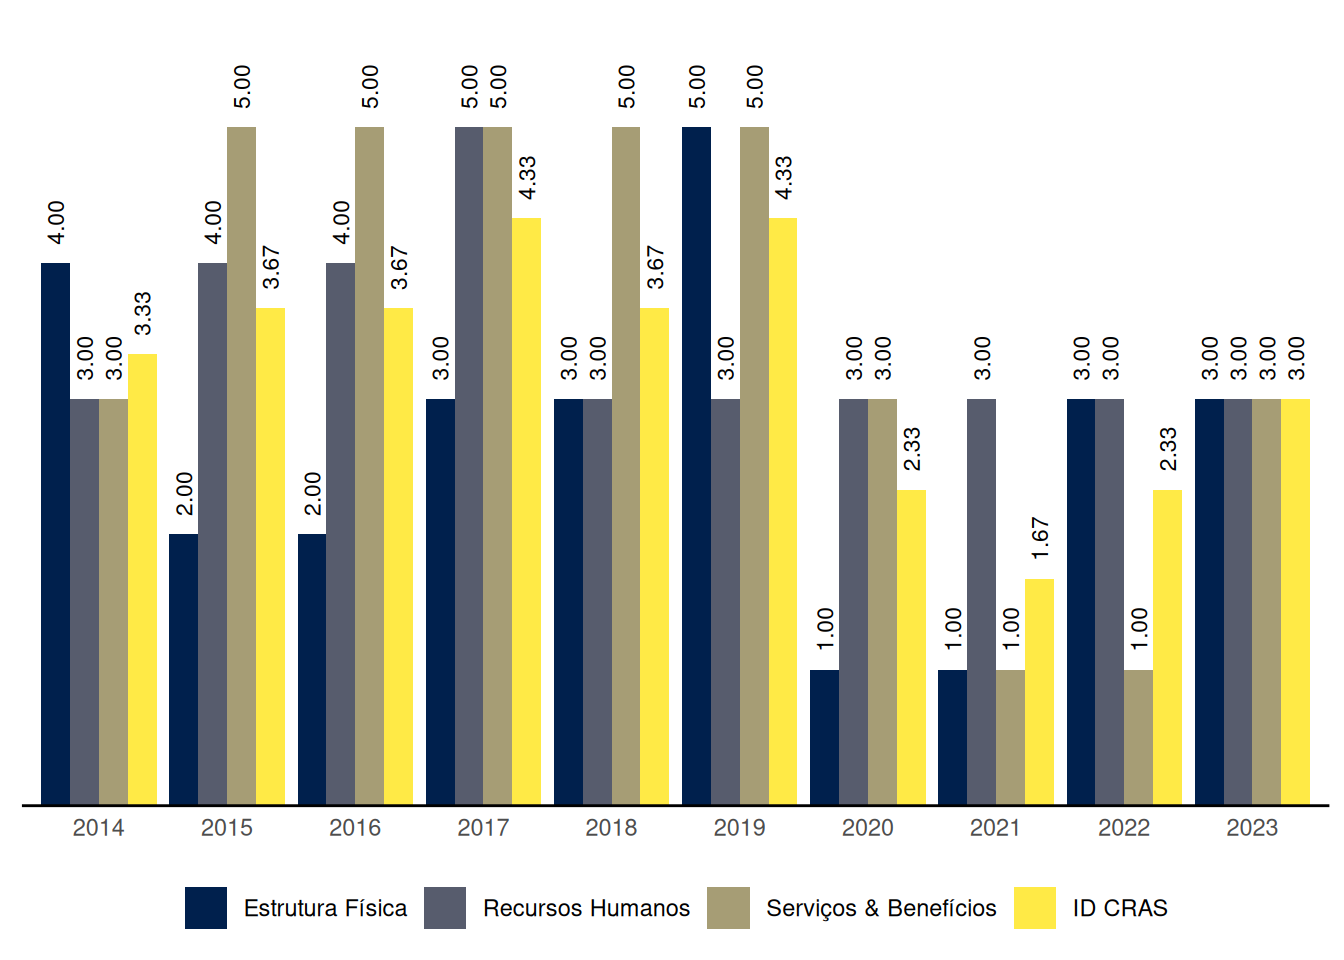 5.00 5.00 5.00 5.00 5.00 5.00 5.00
4.33 4.33
4.00 4.00 4.00
3.67 3.67 3.67
3.33
3.00 3.00 3.00 3.00 3.00 3.00 3.00 3.00 3.00 3.00 3.00 3.00 3.00 3.00 3.00
2.33 2.33
2.00 2.00
1.67
1.00 1.00 1.00 1.00
2014 2015 2016 2017 2018 2019 2020 2021 2022 2023
Estrutura Física Recursos Humanos Serviços & Benefícios ID CRAS